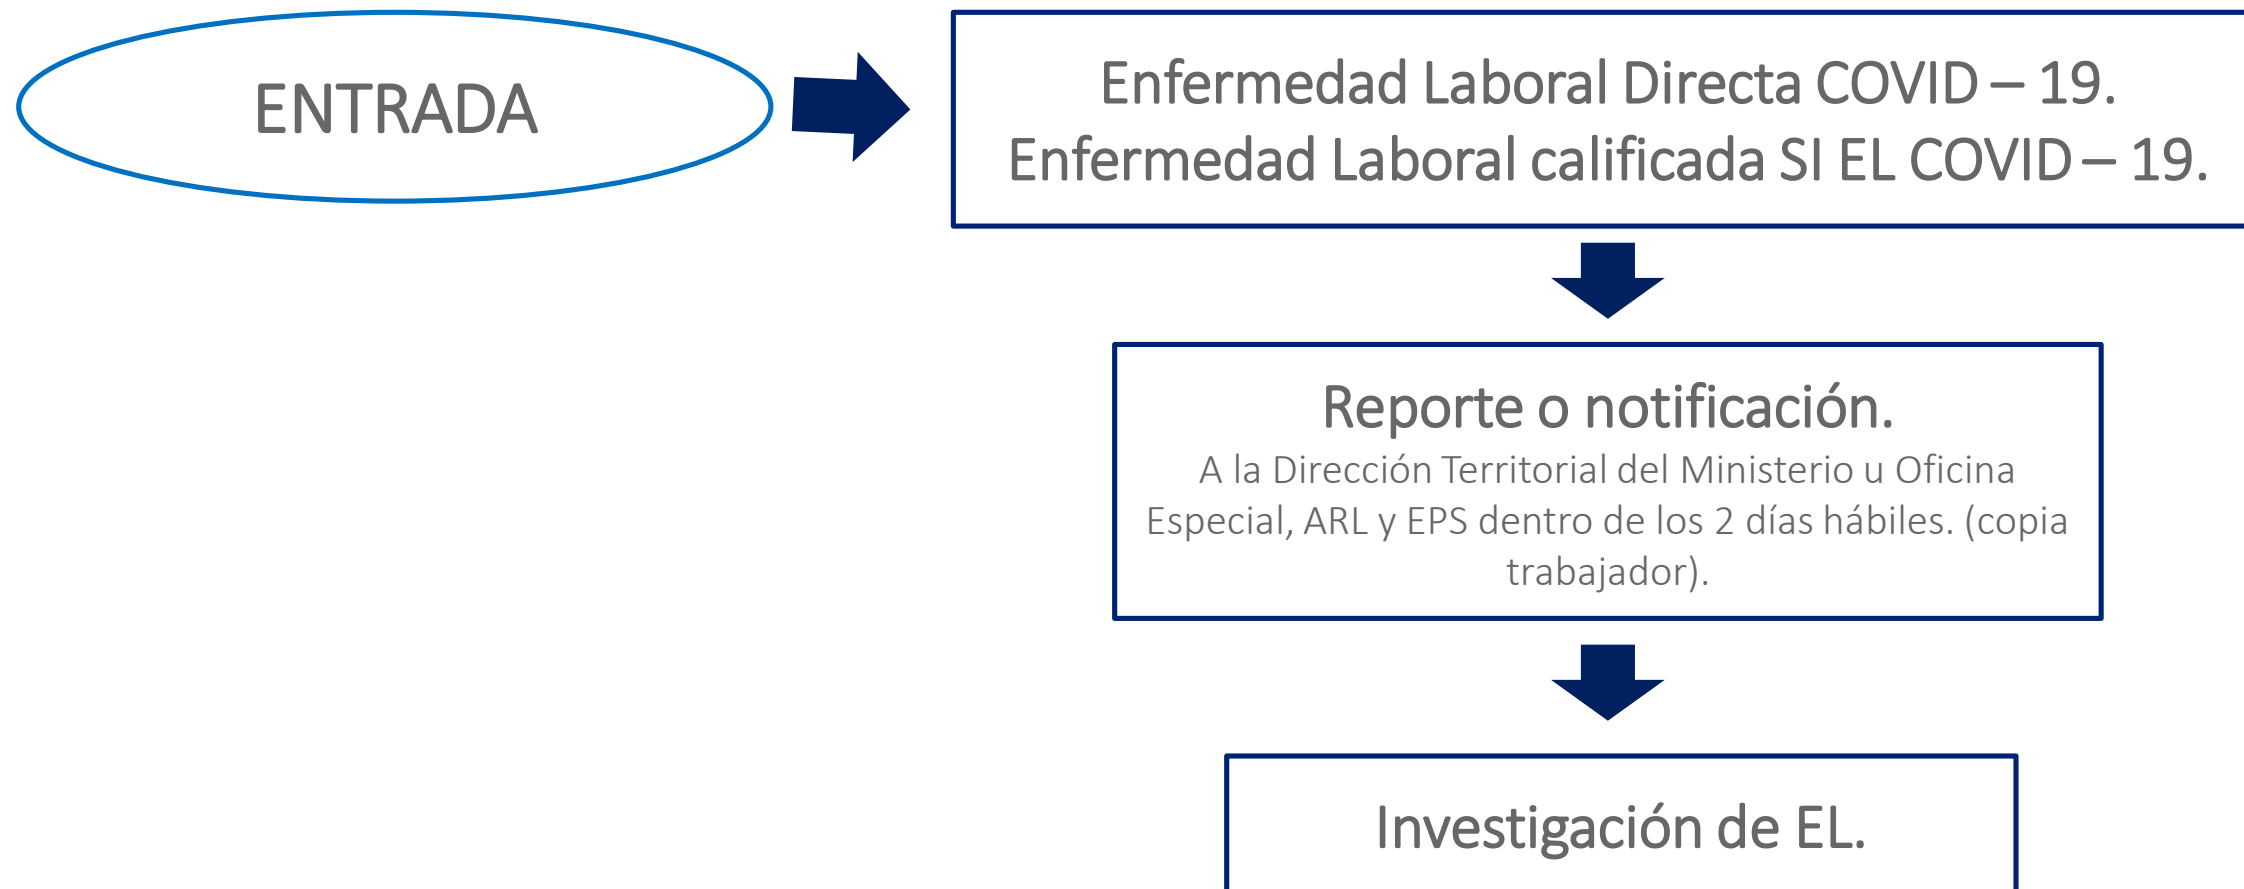 ENTRADA
Enfermedad Laboral Directa COVID – 19.
Enfermedad Laboral calificada SI EL COVID – 19.
Reporte o notificación.
A la Dirección Territorial del Ministerio u Oficina
Especial, ARL y EPS dentro de los 2 días hábiles. (copia
trabajador).
Investigación de EL.